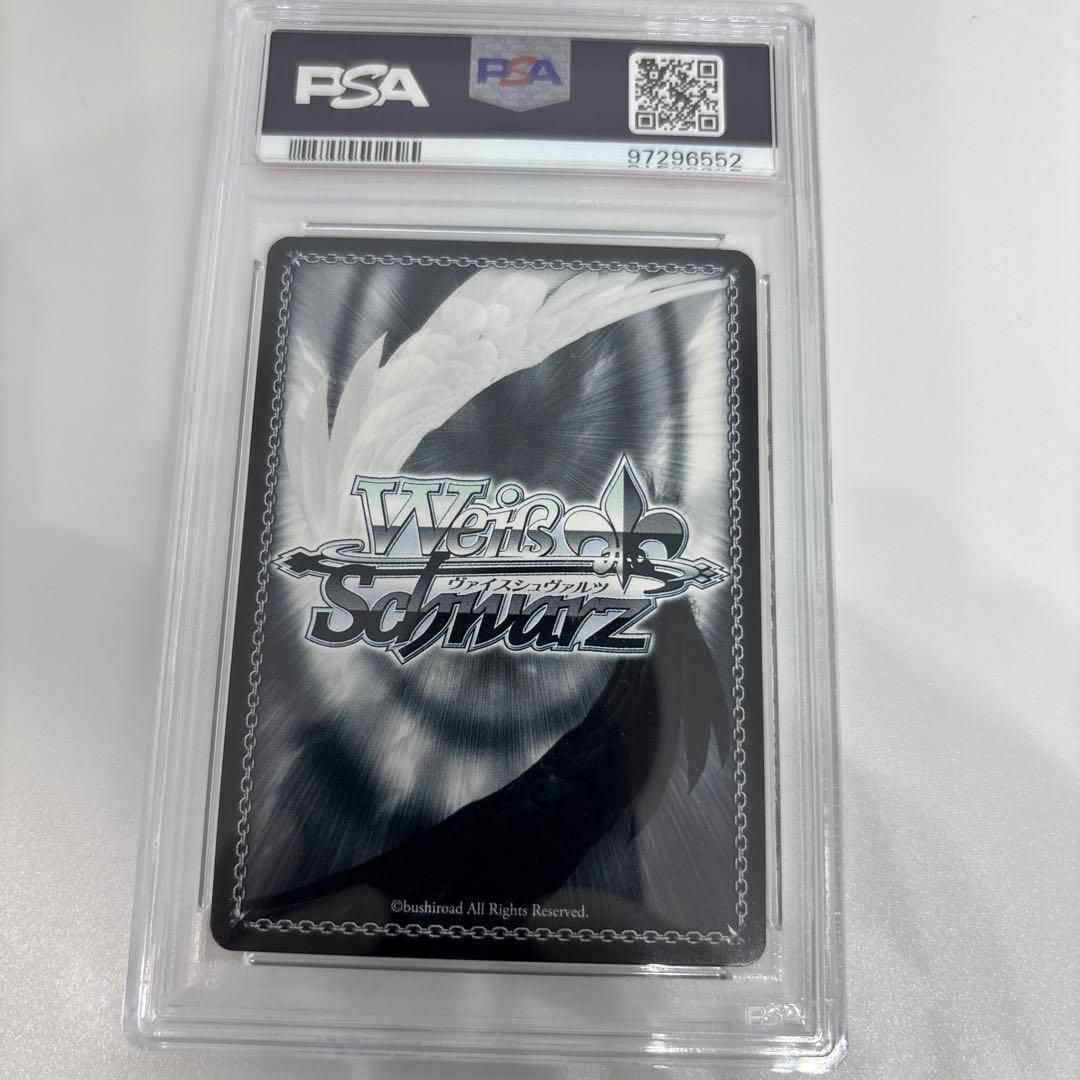 PSA
PSA
97296552
Weiß
ヴァイスシュヴァルツ
Schwarz
©bushiroad All Rights Reserved.
PSA